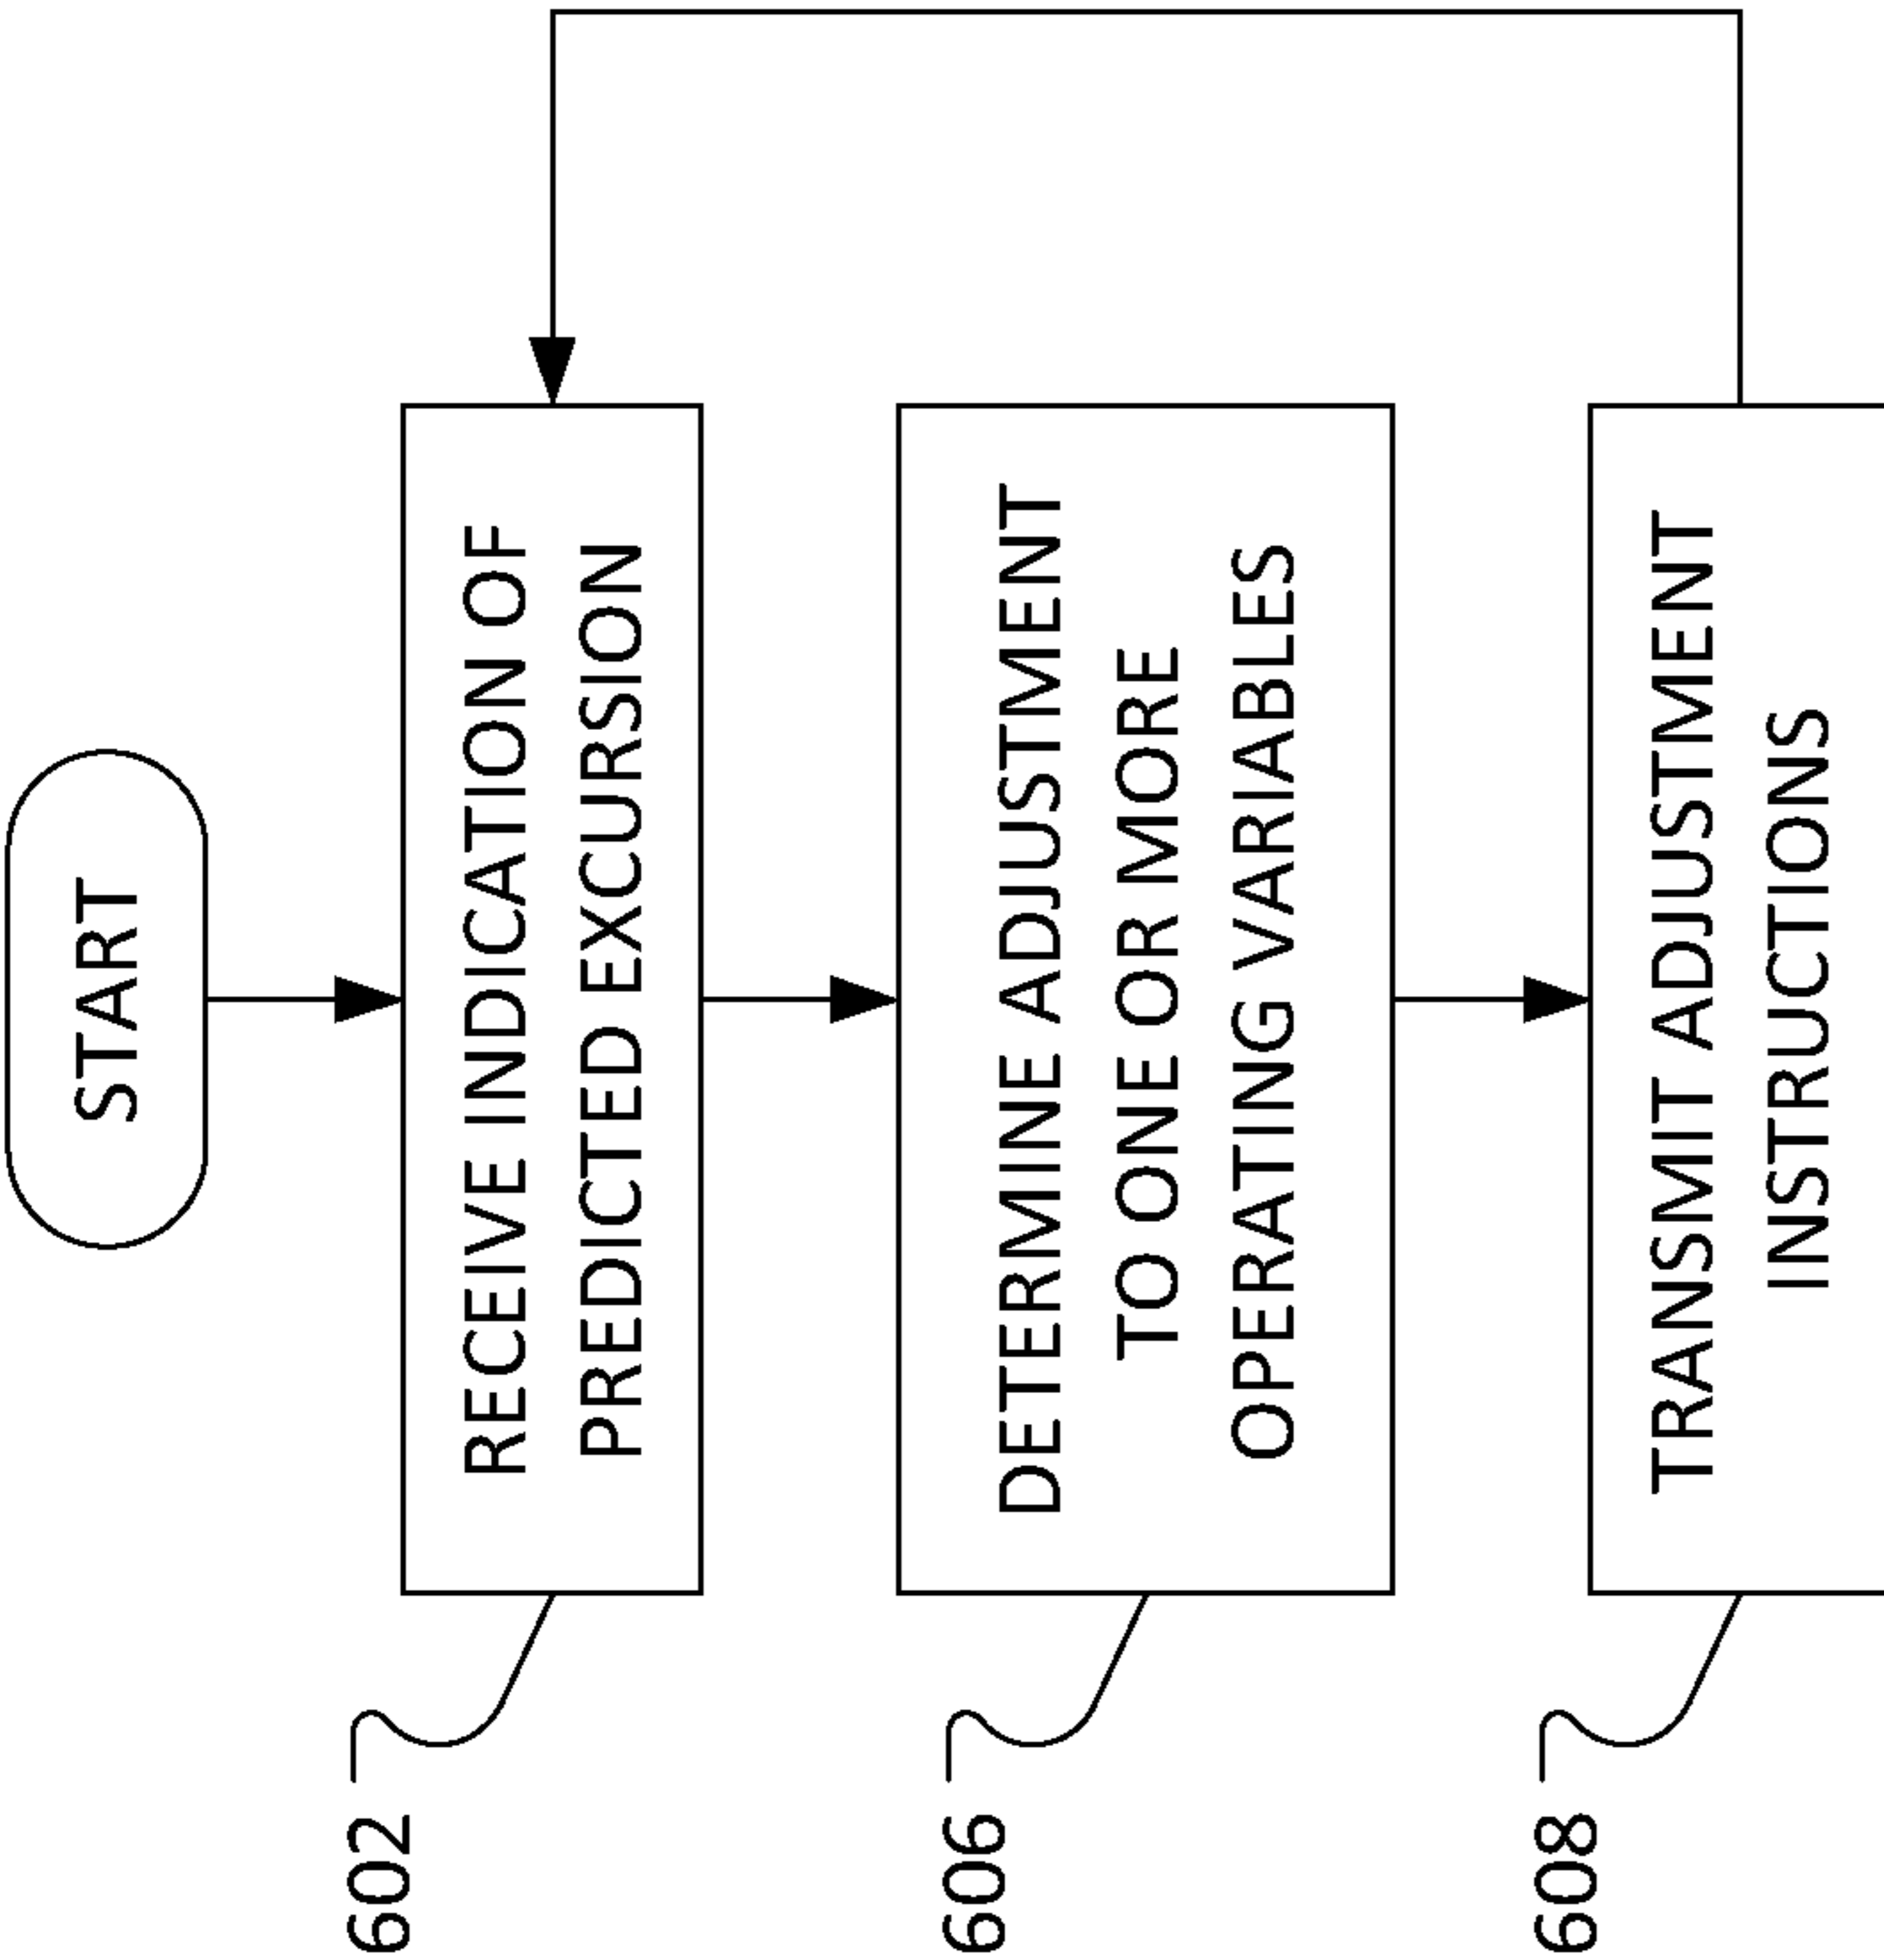 START
602
RECEIVE INDICATION OF
PREDICTED EXCURSION
606
DETERMINE ADJUSTMENT
TO ONE OR MORE
OPERATING VARIABLES
608
TRANSMIT ADJUSTMENT
INSTRUCTIONS